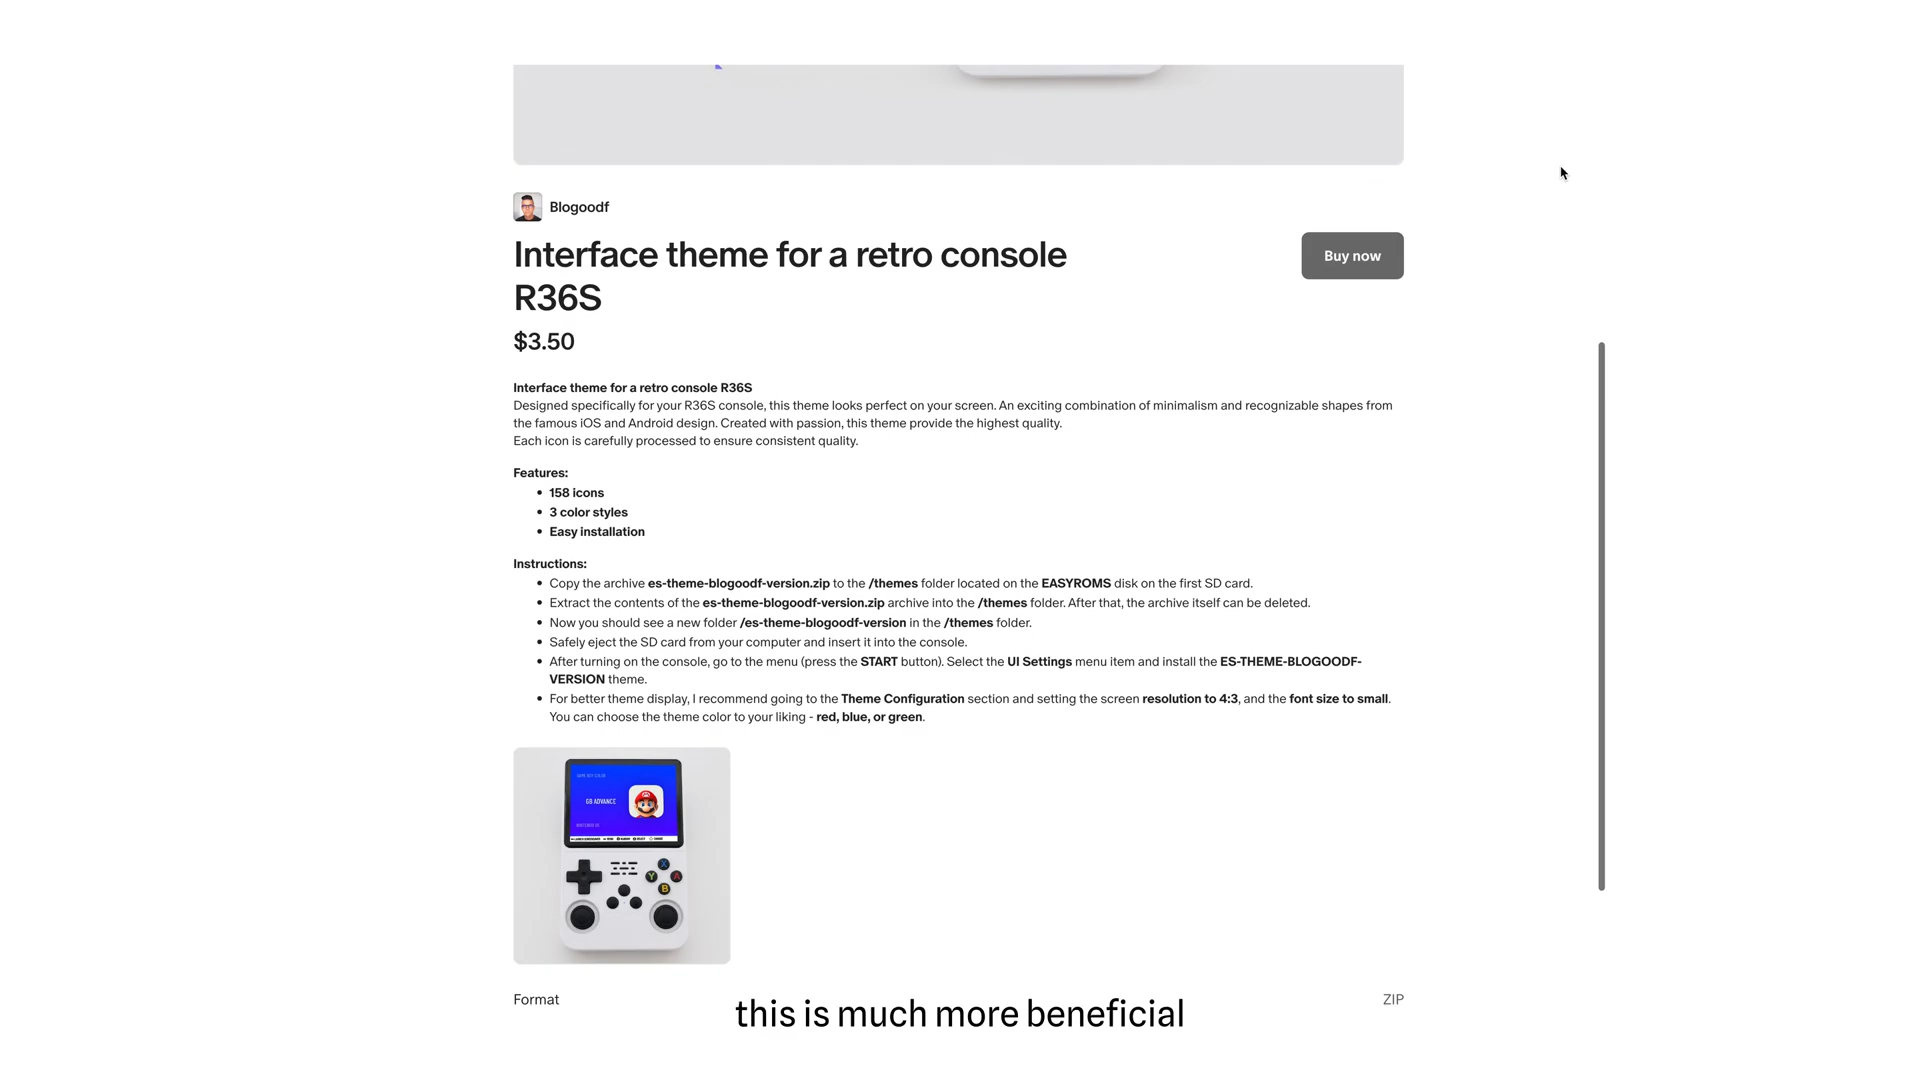 Blogoodf
Interface theme for a retro console
R36S
Buy now
$3.50
Interface theme for a retro console R36S
Designed specifically for your R36S console, this theme looks perfect on your screen. An exciting combination of minimalism and recognizable shapes from
the famous iOS and Android design. Created with passion, this theme provide the highest quality.
Each icon is carefully processed to ensure consistent quality.
Features:
• 158 icons
• 3 color styles
• Easy installation
Instructions:
• Copy the archive es-theme-blogoodf-version.zip to the /themes folder located on the EASYROMS disk on the first SD card.
• Extract the contents of the es-theme-blogoodf-version.zip archive into the /themes folder. After that, the archive itself can be deleted.
• Now you should see a new folder /es-theme-blogoodf-version in the /themes folder.
• Safely eject the SD card from your computer and insert it into the console.
• After turning on the console, go to the menu (press the START button). Select the UI Settings menu item and install the ES-THEME-BLOGOODF-
VERSION theme.
• For better theme display, I recommend going to the Theme Configuration section and setting the screen resolution to 4:3, and the font size to small.
You can choose the theme color to your liking - red, blue, or green.
GAME BOY COLOR
GB ADVANCE
NINTENDO DS
X
Y
A
B
Format
ZIP
this is much more beneficial